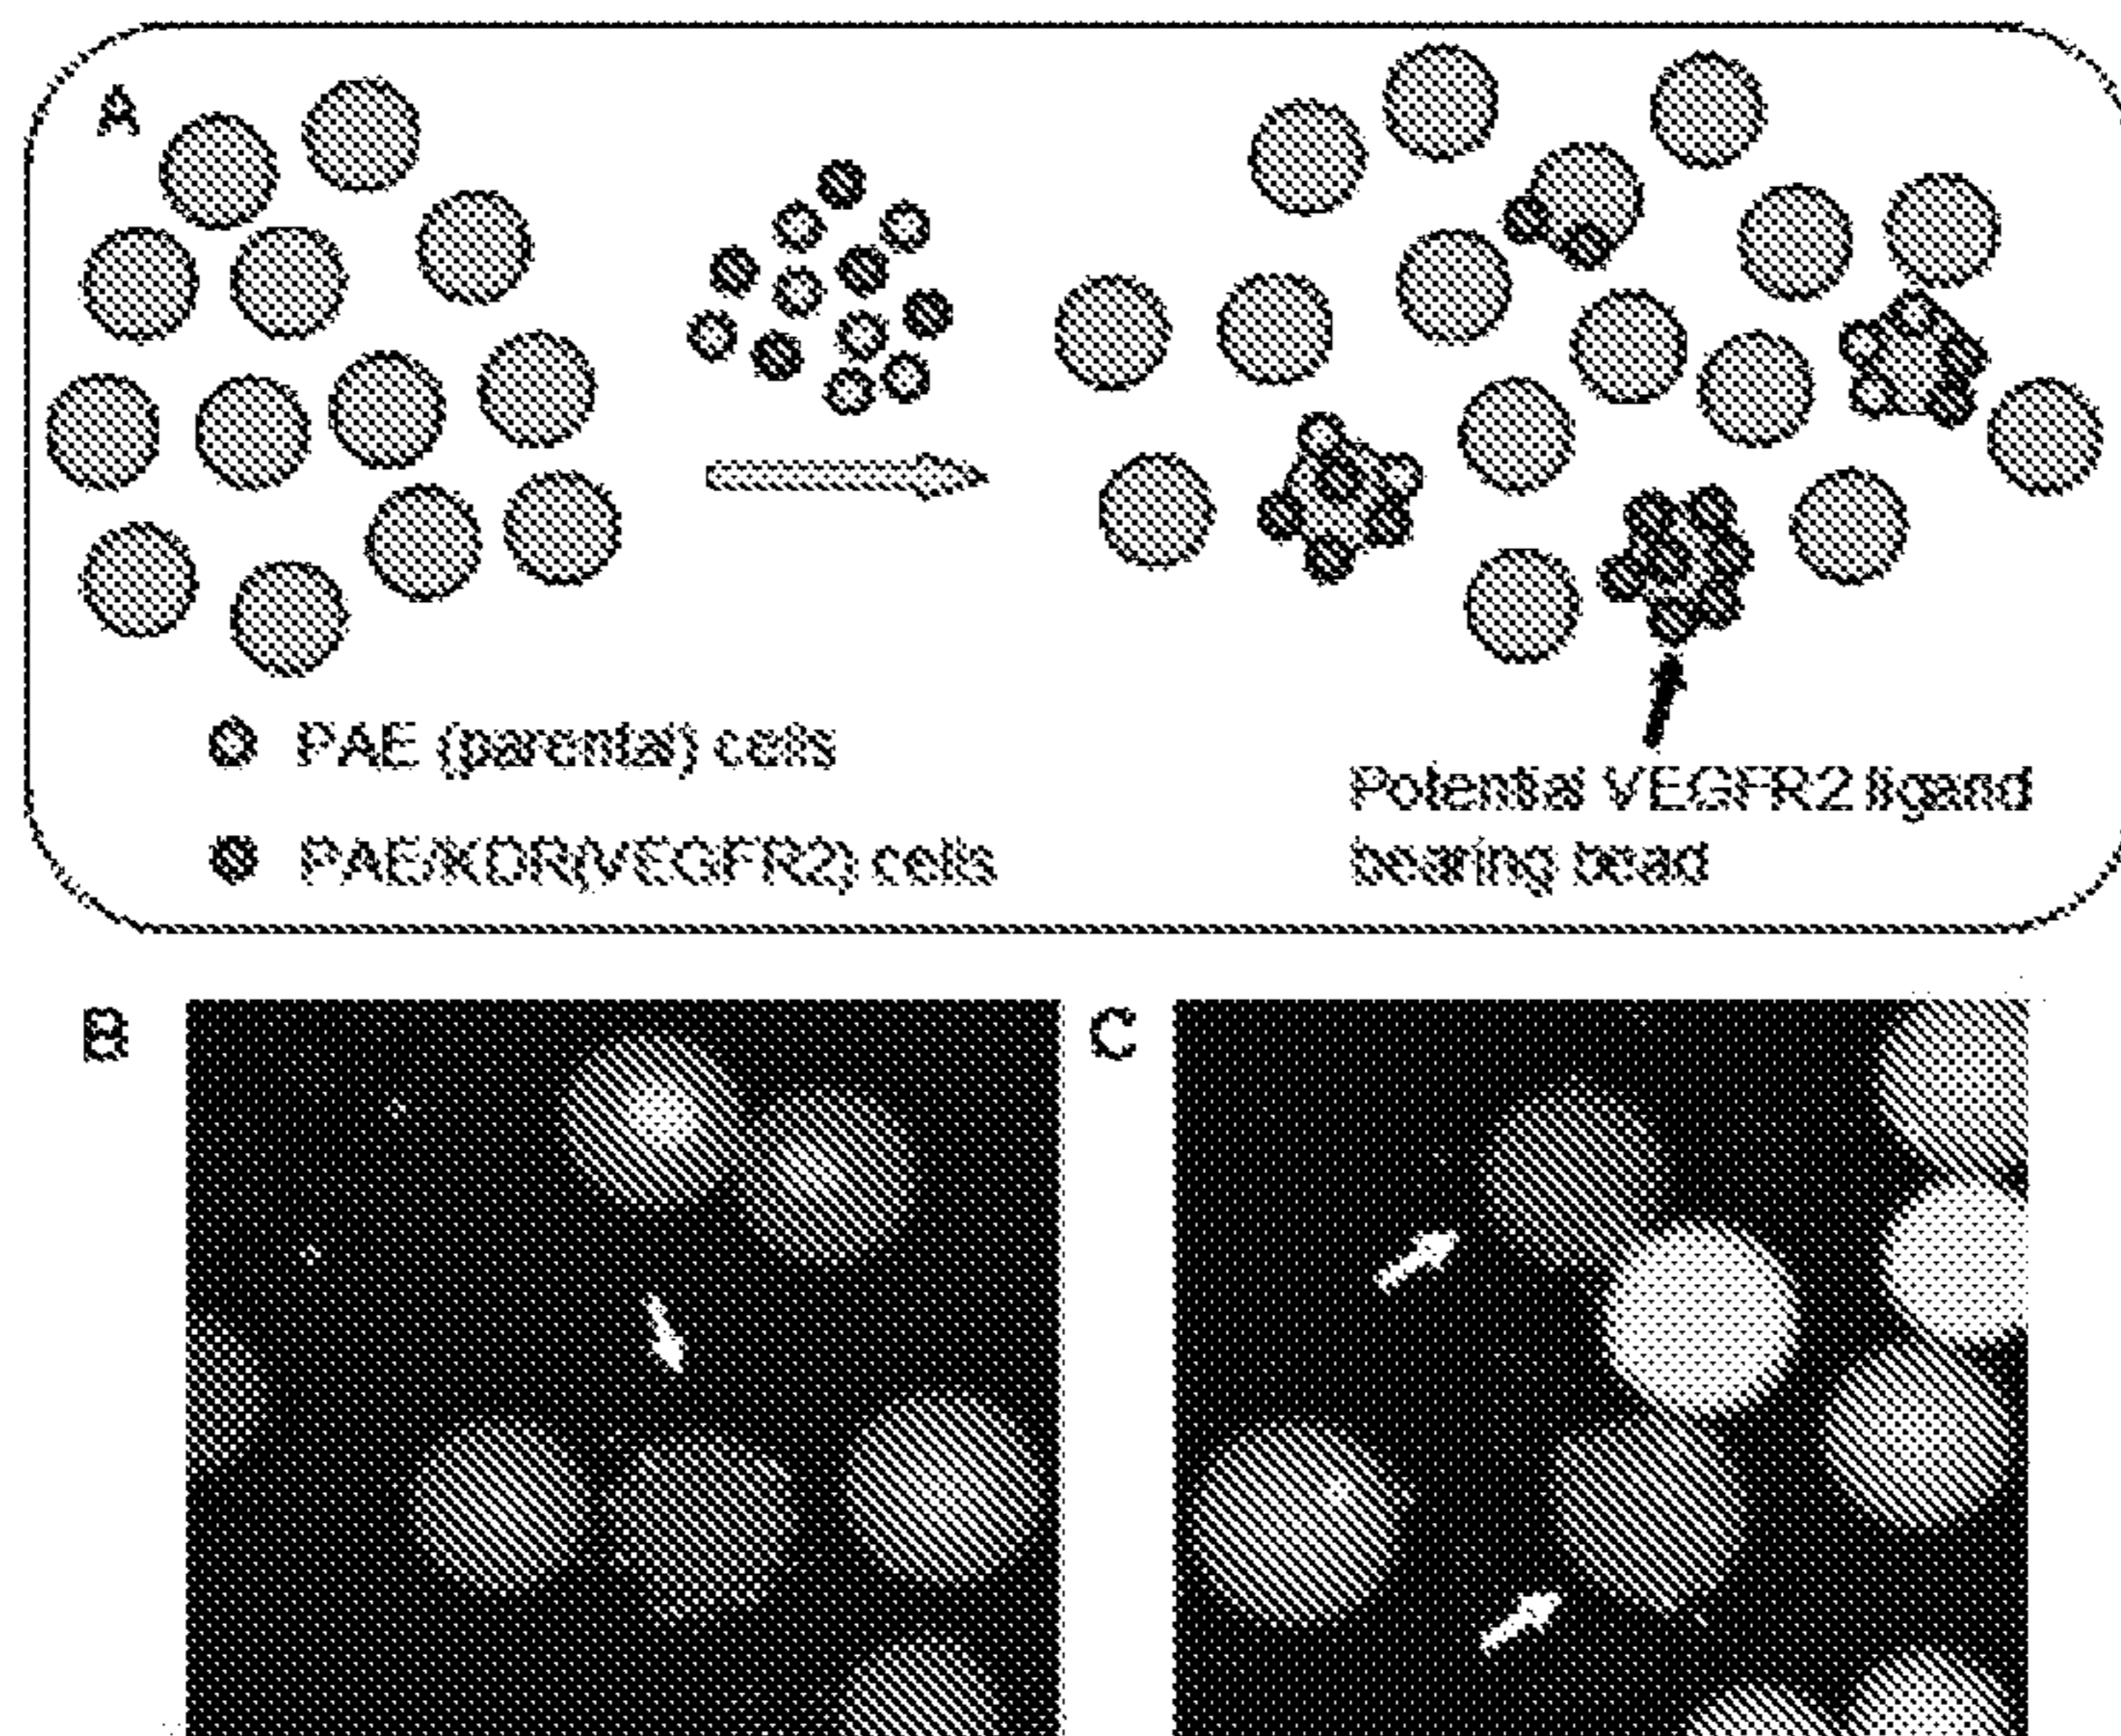 A
PAE (parental) cells
PAE/KDR(VEGFR2) cells
Potential VEGFR2 ligand
bearing bead
B
C